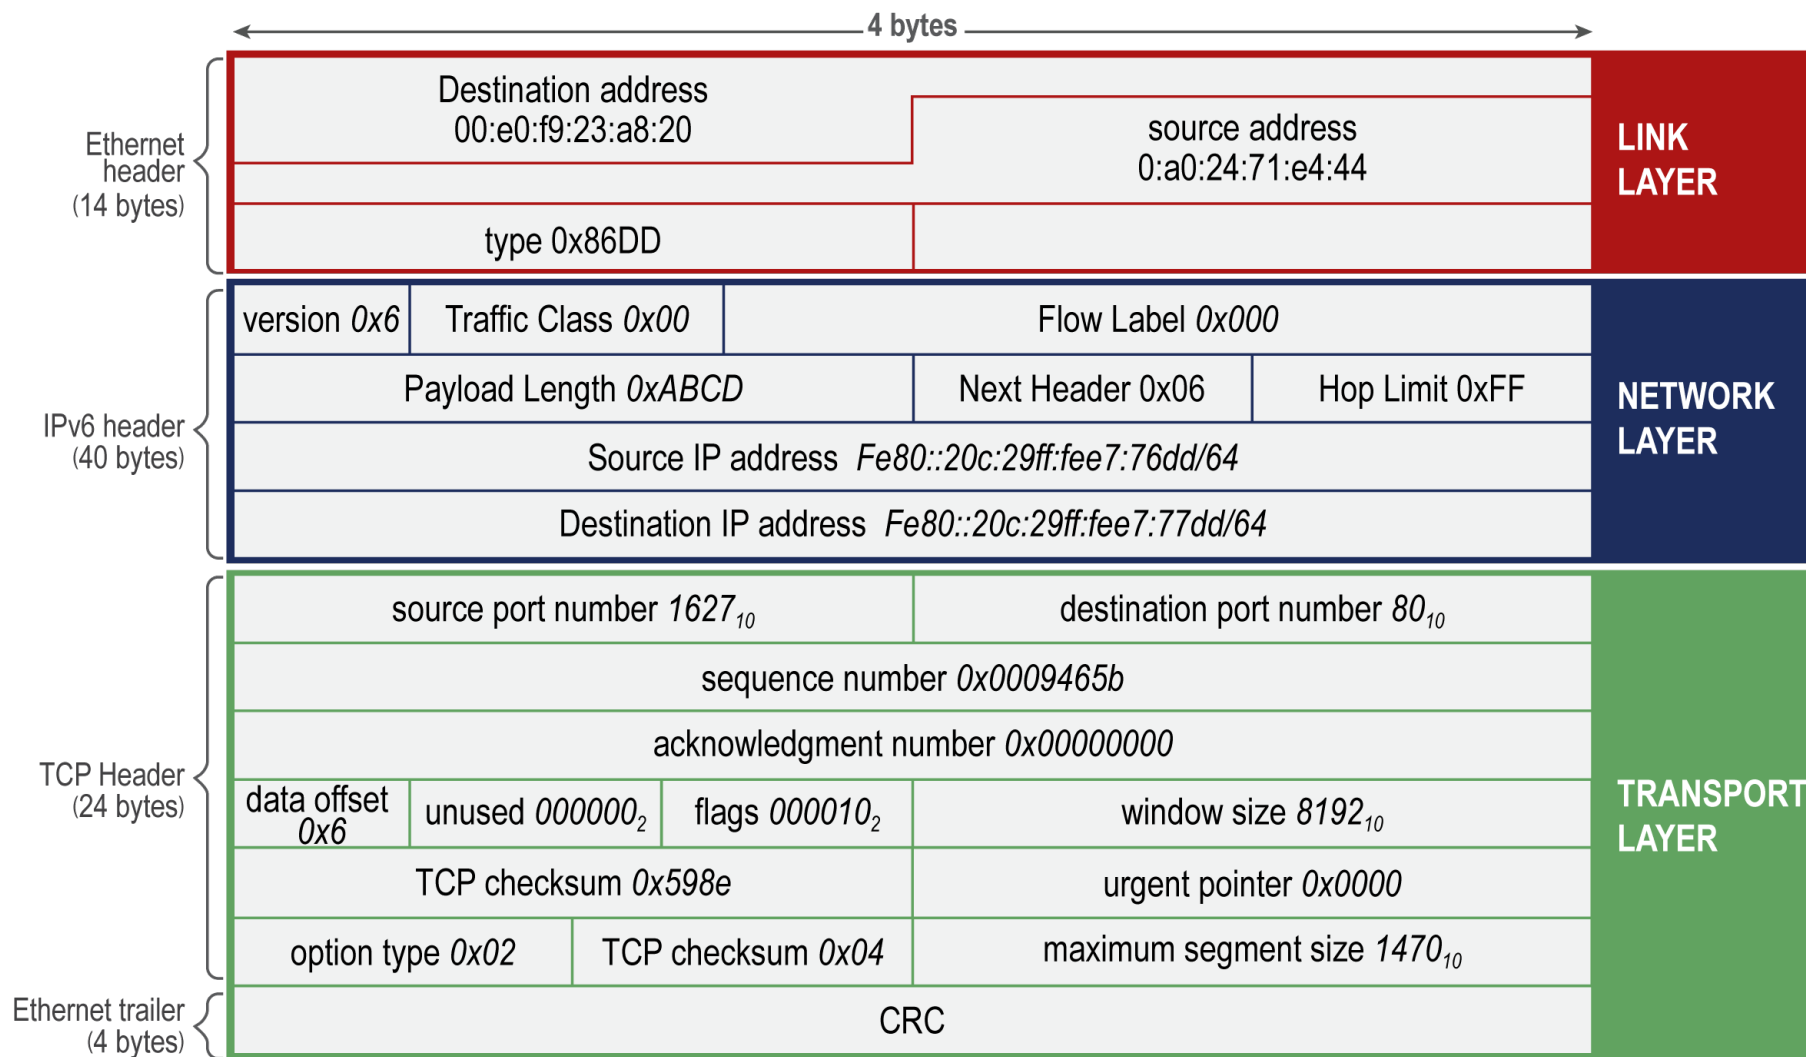 4 bytes
Ethernet
header
(14 bytes)
Destination address
00:e0:f9:23:a8:20
source address
0:a0:24:71:e4:44
type 0x86DD
LINK
LAYER
IPv6 header
(40 bytes)
version 0x6
Traffic Class 0x00
Flow Label 0x000
Payload Length 0xABCD
Next Header 0x06
Hop Limit 0xFF
Source IP address Fe80::20c:29ff:fee7:76dd/64
Destination IP address Fe80::20c:29ff:fee7:77dd/64
NETWORK
LAYER
TCP Header
(24 bytes)
source port number 1627₁₀
destination port number 80₁₀
sequence number 0x0009465b
acknowledgment number 0x00000000
data offset
0x6
unused 000000₂
flags 000010₂
window size 8192₁₀
TCP checksum 0x598e
urgent pointer 0x0000
option type 0x02
TCP checksum 0x04
maximum segment size 1470₁₀
TRANSPORT
LAYER
Ethernet trailer
(4 bytes)
CRC